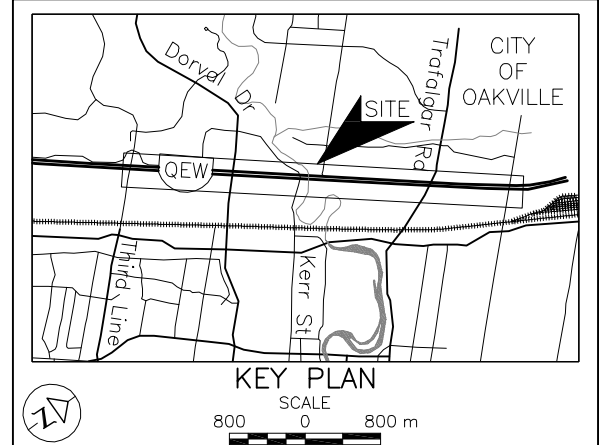 CITY
OF
OAKVILLE
Dorval Dr
Trafalgar Rd
SITE
QEW
Third Line
Kerr St
KEY PLAN
SCALE
800 0 800 m
N